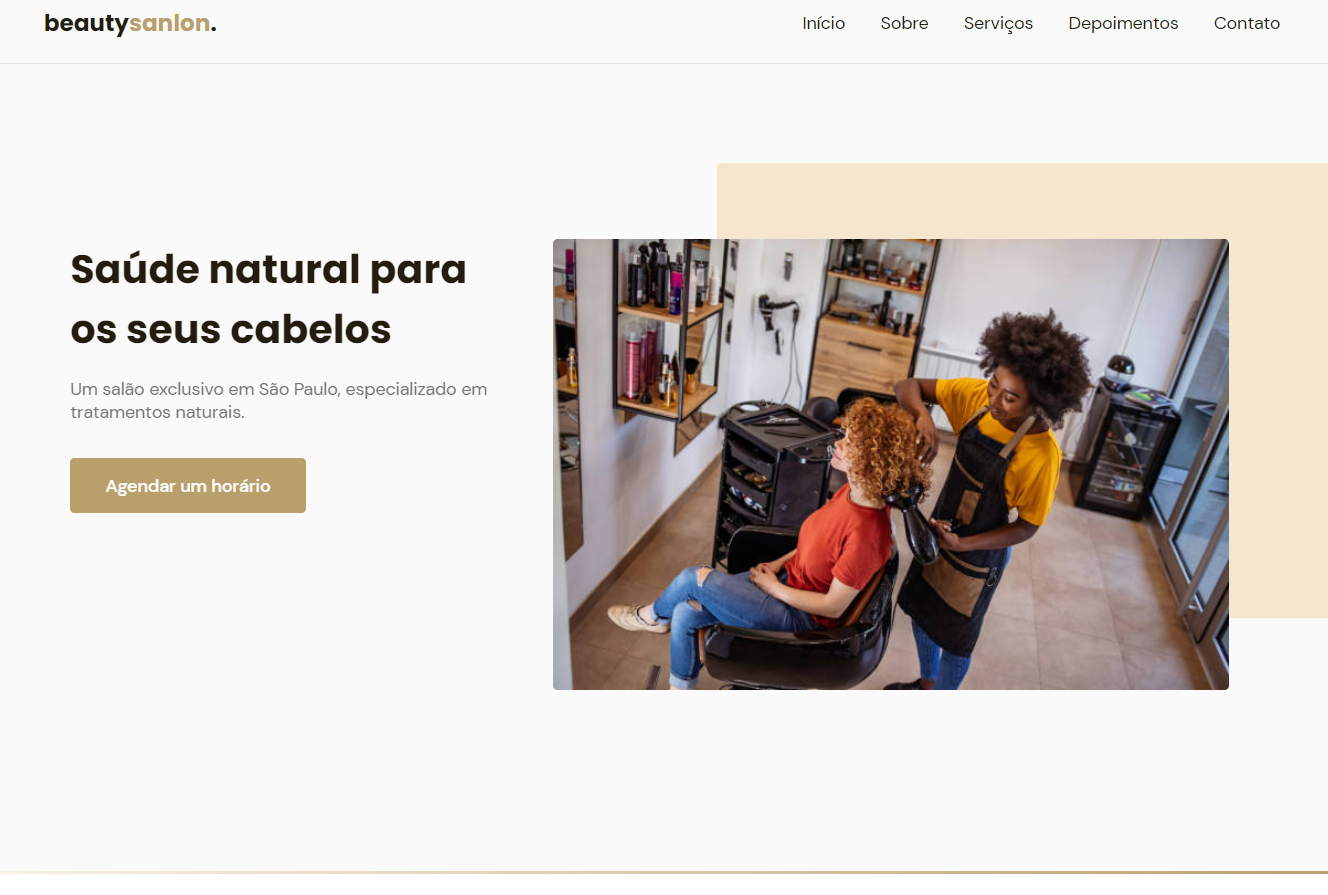 beautysanlon.
Início Sobre Serviços Depoimentos Contato
Saúde natural para
os seus cabelos
Um salão exclusivo em São Paulo, especializado em
tratamentos naturais.
Agendar um horário